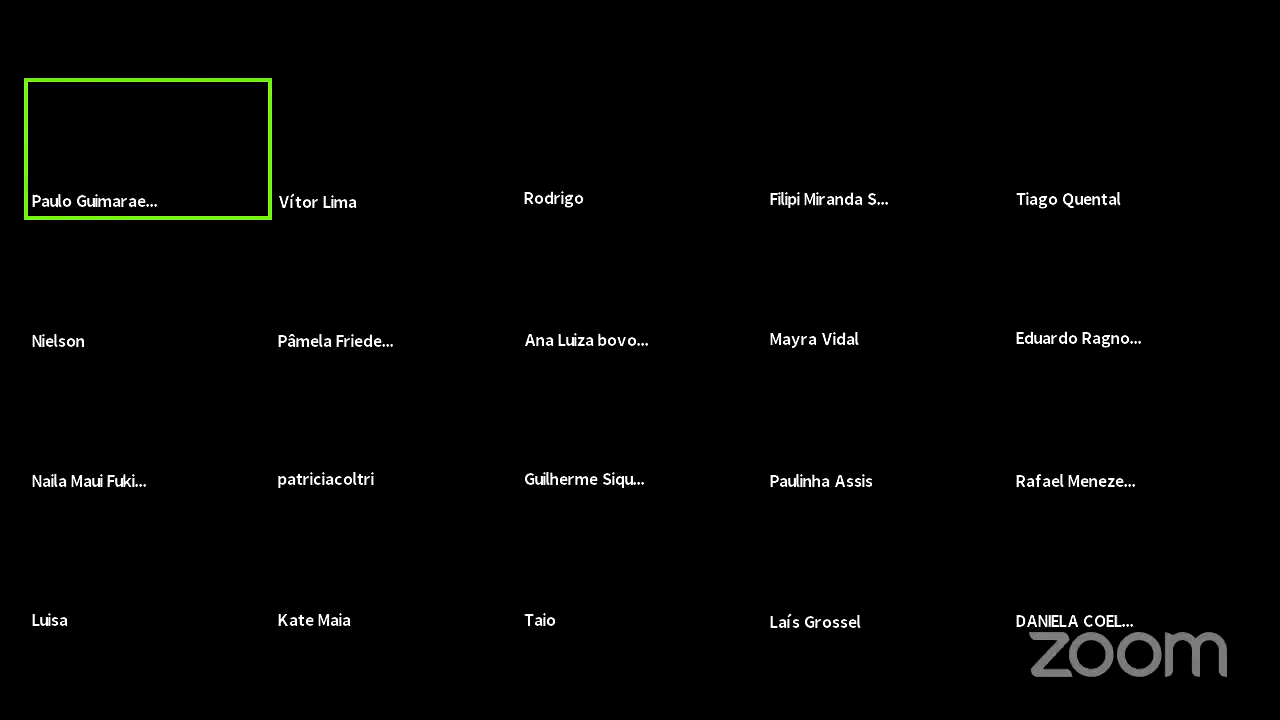 Paulo Guimarae...
Vítor Lima
Rodrigo
Filipi Miranda S...
Tiago Quental
Nielson
Pâmela Friede...
Ana Luiza bovo...
Mayra Vidal
Eduardo Ragno...
Naila Maui Fuki...
patriciacoltri
Guilherme Siqu...
Paulinha Assis
Rafael Meneze...
Luisa
Kate Maia
Taio
Laís Grossel
DANIELA COEL...
zoom